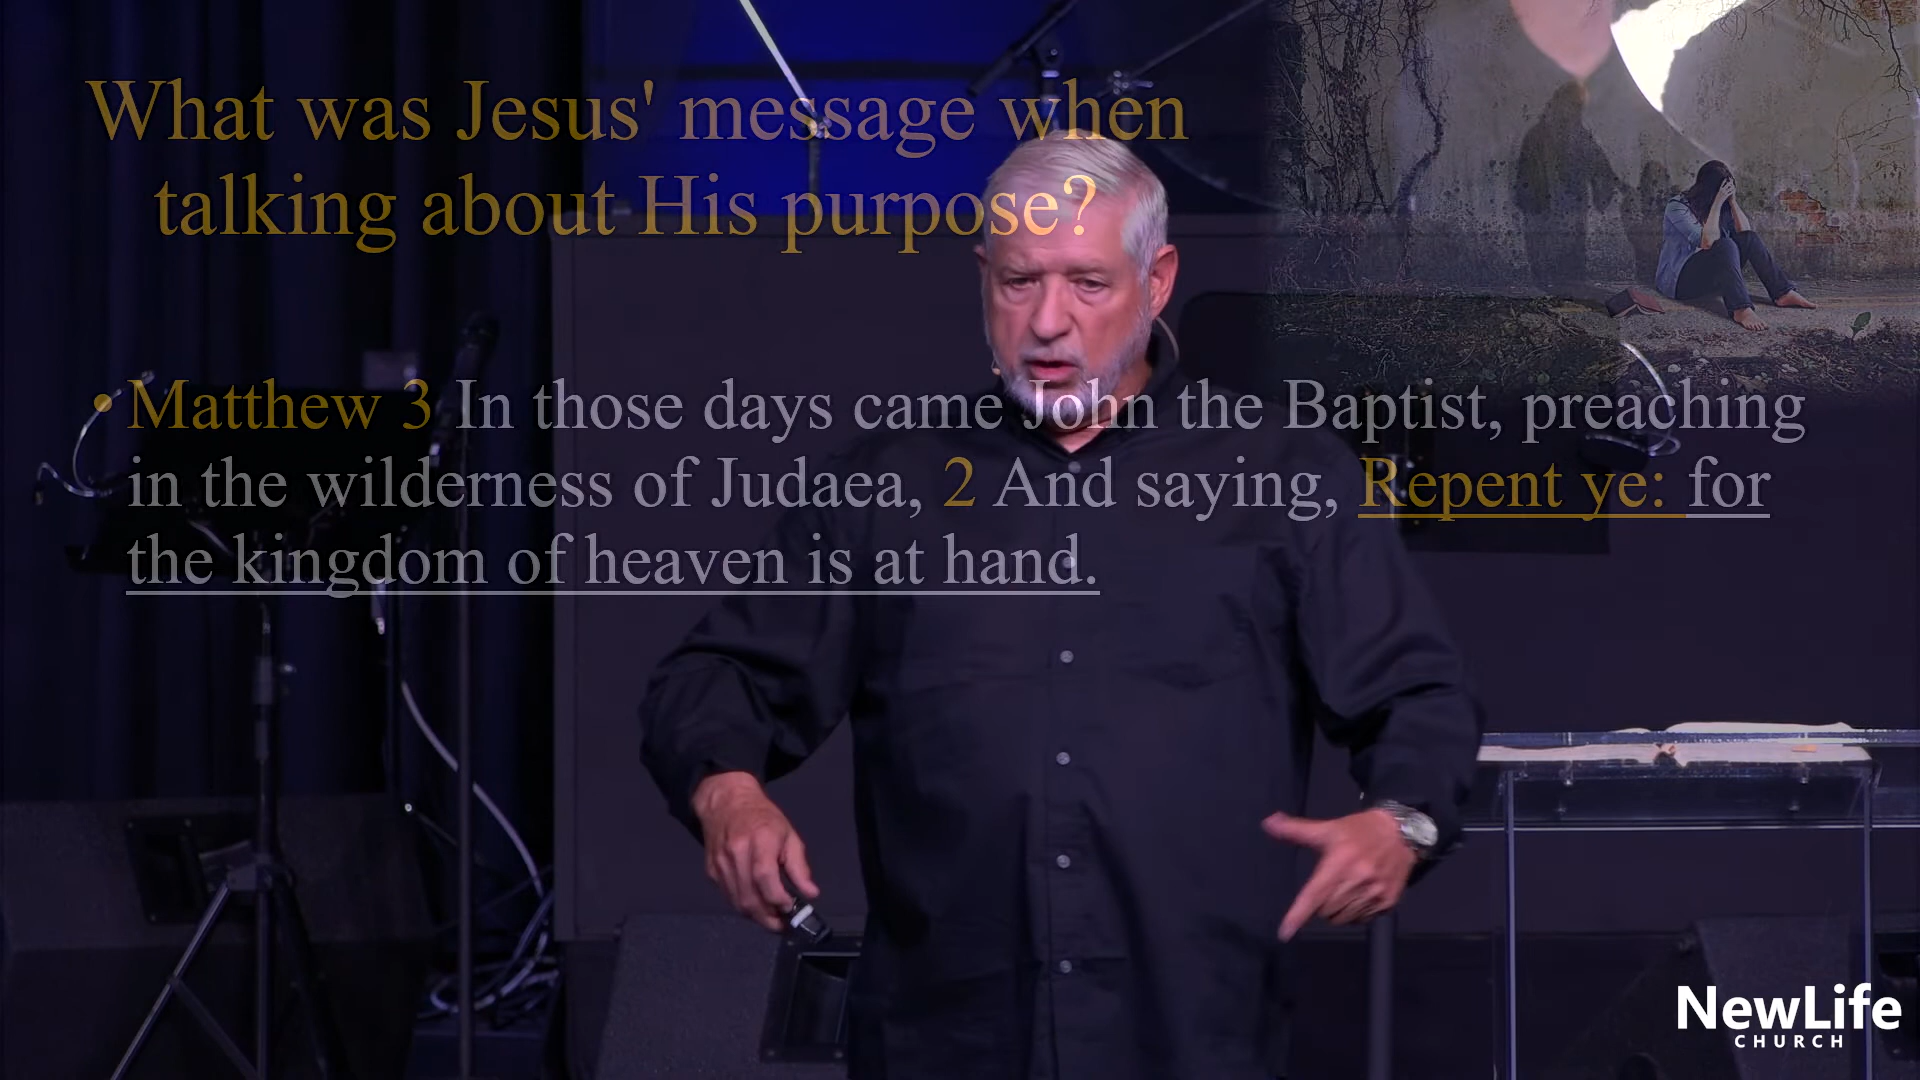 What was Jesus' message when
talking about His purpose?
• Matthew 3 In those days came John the Baptist, preaching
in the wilderness of Judaea, 2 And saying, Repent ye: for
the kingdom of heaven is at hand.
NewLife
CHURCH